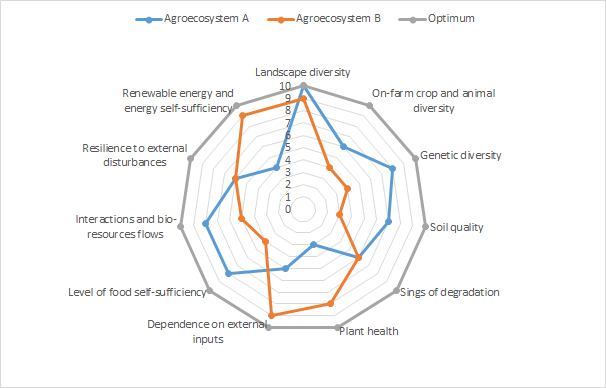 Agroecosystem A Agroecosystem B Optimum
Landscape diversity
10
9
8
7
6
5
4
3
2
1
0
On-farm crop and animal
diversity
Genetic diversity
Soil quality
Sings of degradation
Plant health
Dependence on external
inputs
Level of food self-sufficiency
Interactions and bio-
resources flows
Resilience to external
disturbances
Renewable energy and
energy self-sufficiency